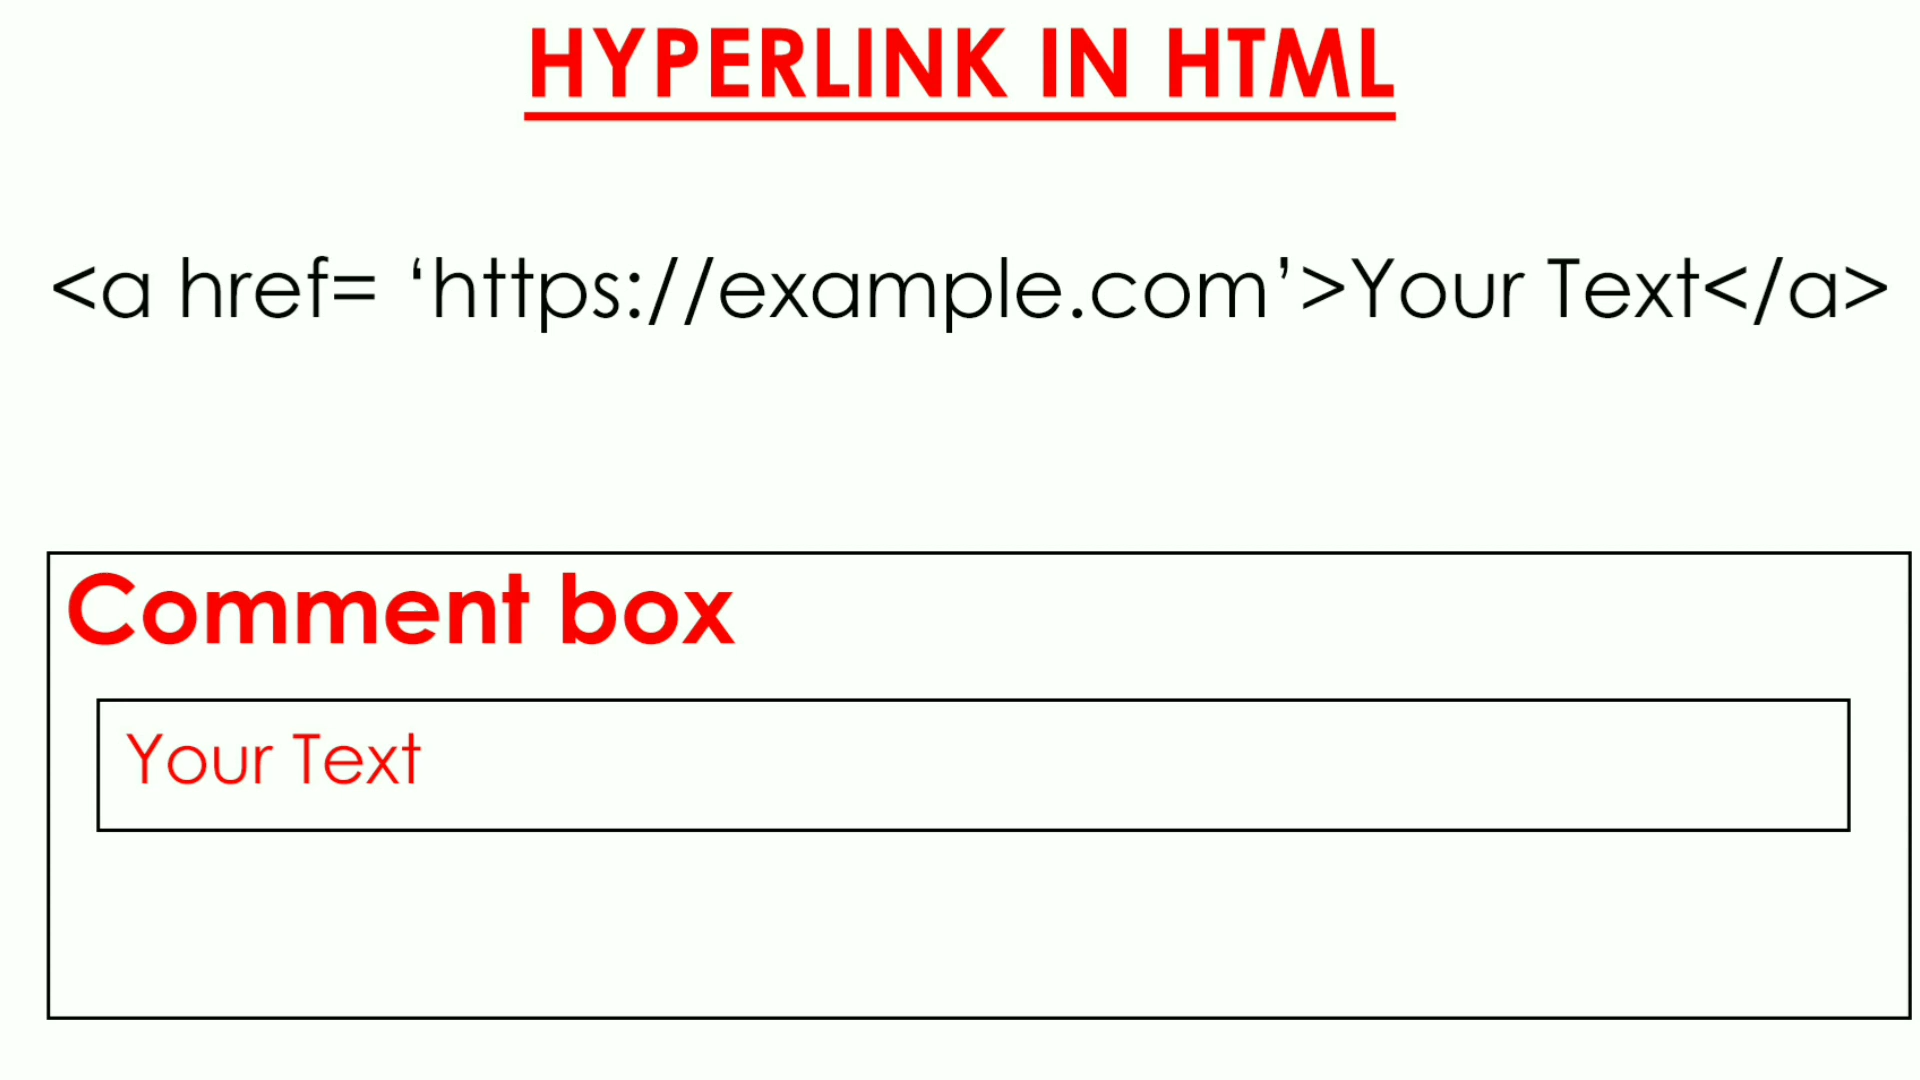 HYPERLINK IN HTML
<a href= ‘https://example.com’>Your Text</a>
Comment box
Your Text